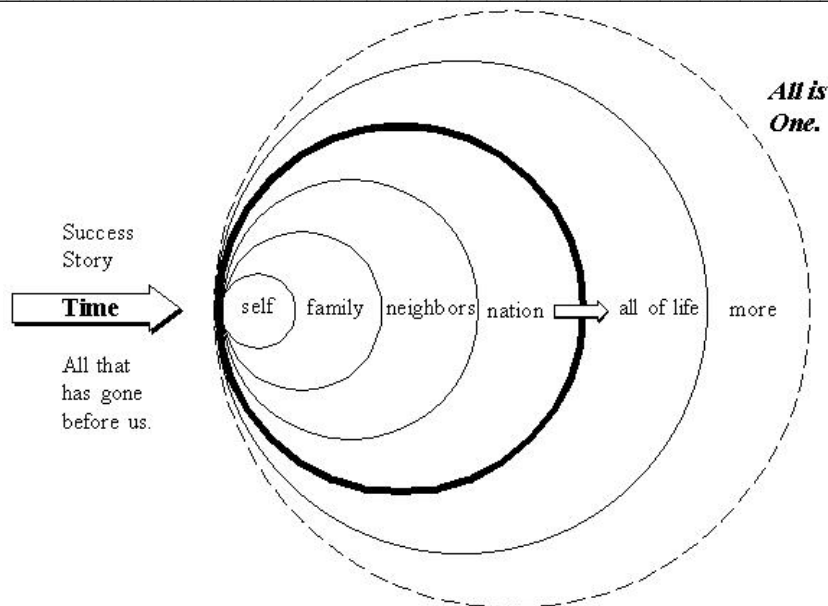 All is
One.
Success
Story
Time
self family neighbors nation all of life more
All that
has gone
before us.